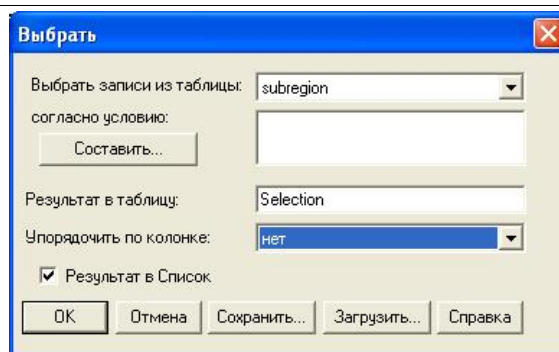 Выбрать
Выбрать записи из таблицы: subregion
согласно условию:
Составить...
Результат в таблицу: Selection
Упорядочить по колонке: нет
Результат в Список
OK Отмена Сохранить... Загрузить... Справка